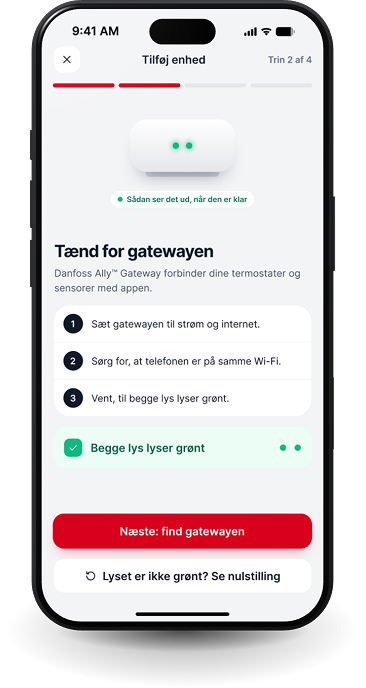 9:41 AM
Tilføj enhed
Trin 2 af 4
Sådan ser det ud, når den er klar
Tænd for gatewayen
Danfoss Ally™ Gateway forbinder dine termostater og
sensorer med appen.
1 Sæt gatewayen til strøm og internet.
2 Sørg for, at telefonen er på samme Wi-Fi.
3 Vent, til begge lys lyser grønt.
Begge lys lyser grønt
Næste: find gatewayen
Lyset er ikke grønt? Se nulstilling